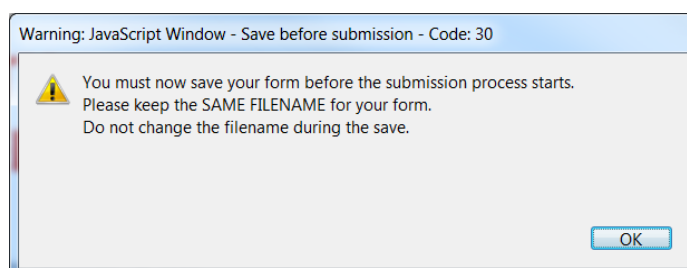 Warning: JavaScript Window - Save before submission - Code: 30
You must now save your form before the submission process starts.
Please keep the SAME FILENAME for your form.
Do not change the filename during the save.
OK